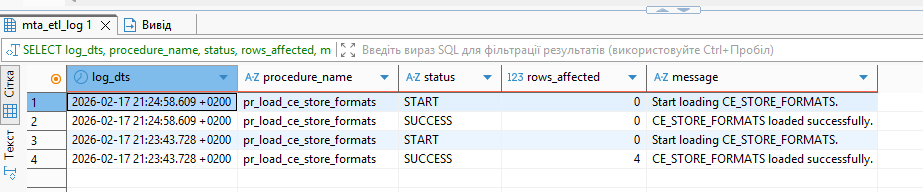 mta_etl_log 1
Вивід
SELECT log_dts, procedure_name, status, rows_affected, m
Введіть вираз SQL для фільтрації результатів (використовуйте Ctrl+Пробіл)
Сітка
Текст
log_dts A-Z procedure_name A-Z status 123 rows_affected A-Z message
1 2026-02-17 21:24:58.609 +0200 pr_load_ce_store_formats START 0 Start loading CE_STORE_FORMATS.
2 2026-02-17 21:24:58.609 +0200 pr_load_ce_store_formats SUCCESS 0 CE_STORE_FORMATS loaded successfully.
3 2026-02-17 21:23:43.728 +0200 pr_load_ce_store_formats START 0 Start loading CE_STORE_FORMATS.
4 2026-02-17 21:23:43.728 +0200 pr_load_ce_store_formats SUCCESS 4 CE_STORE_FORMATS loaded successfully.